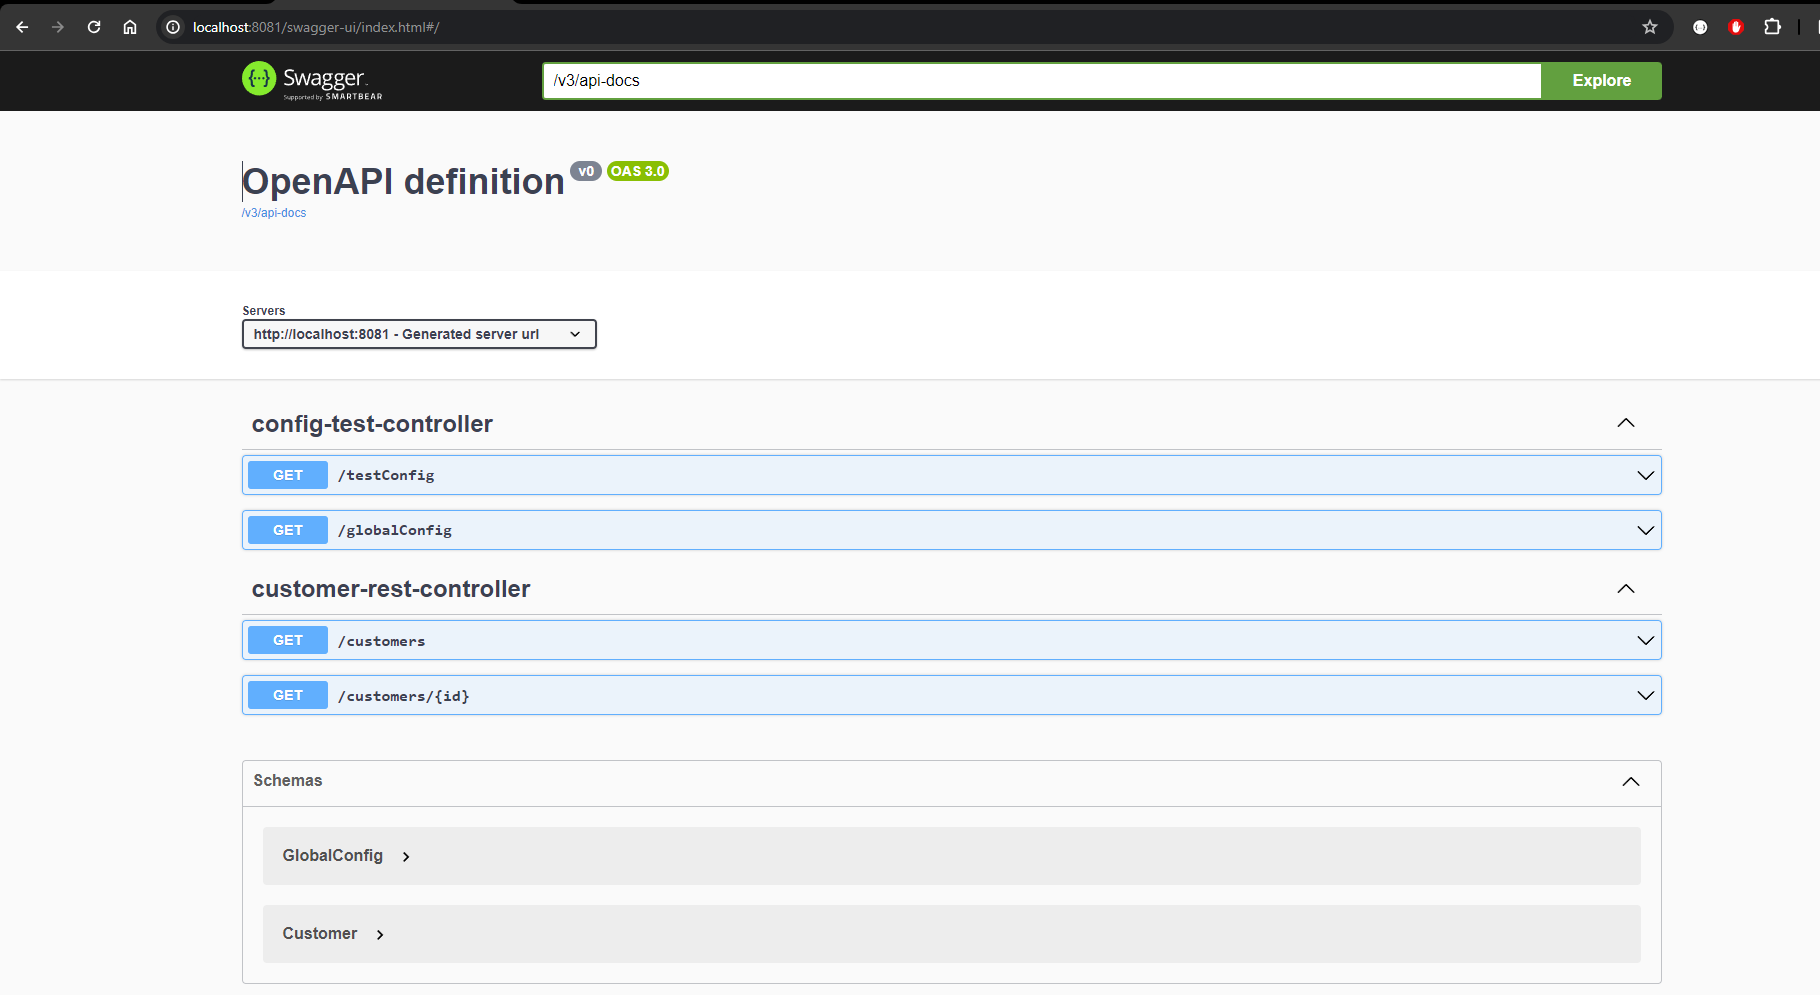 localhost:8081/swagger-ui/index.html#/
Swagger
Supported by SMARTBEAR
/v3/api-docs
Explore
OpenAPI definition v0 OAS 3.0
/v3/api-docs
Servers
http://localhost:8081 - Generated server url
config-test-controller
GET /testConfig
GET /globalConfig
customer-rest-controller
GET /customers
GET /customers/{id}
Schemas
GlobalConfig
Customer